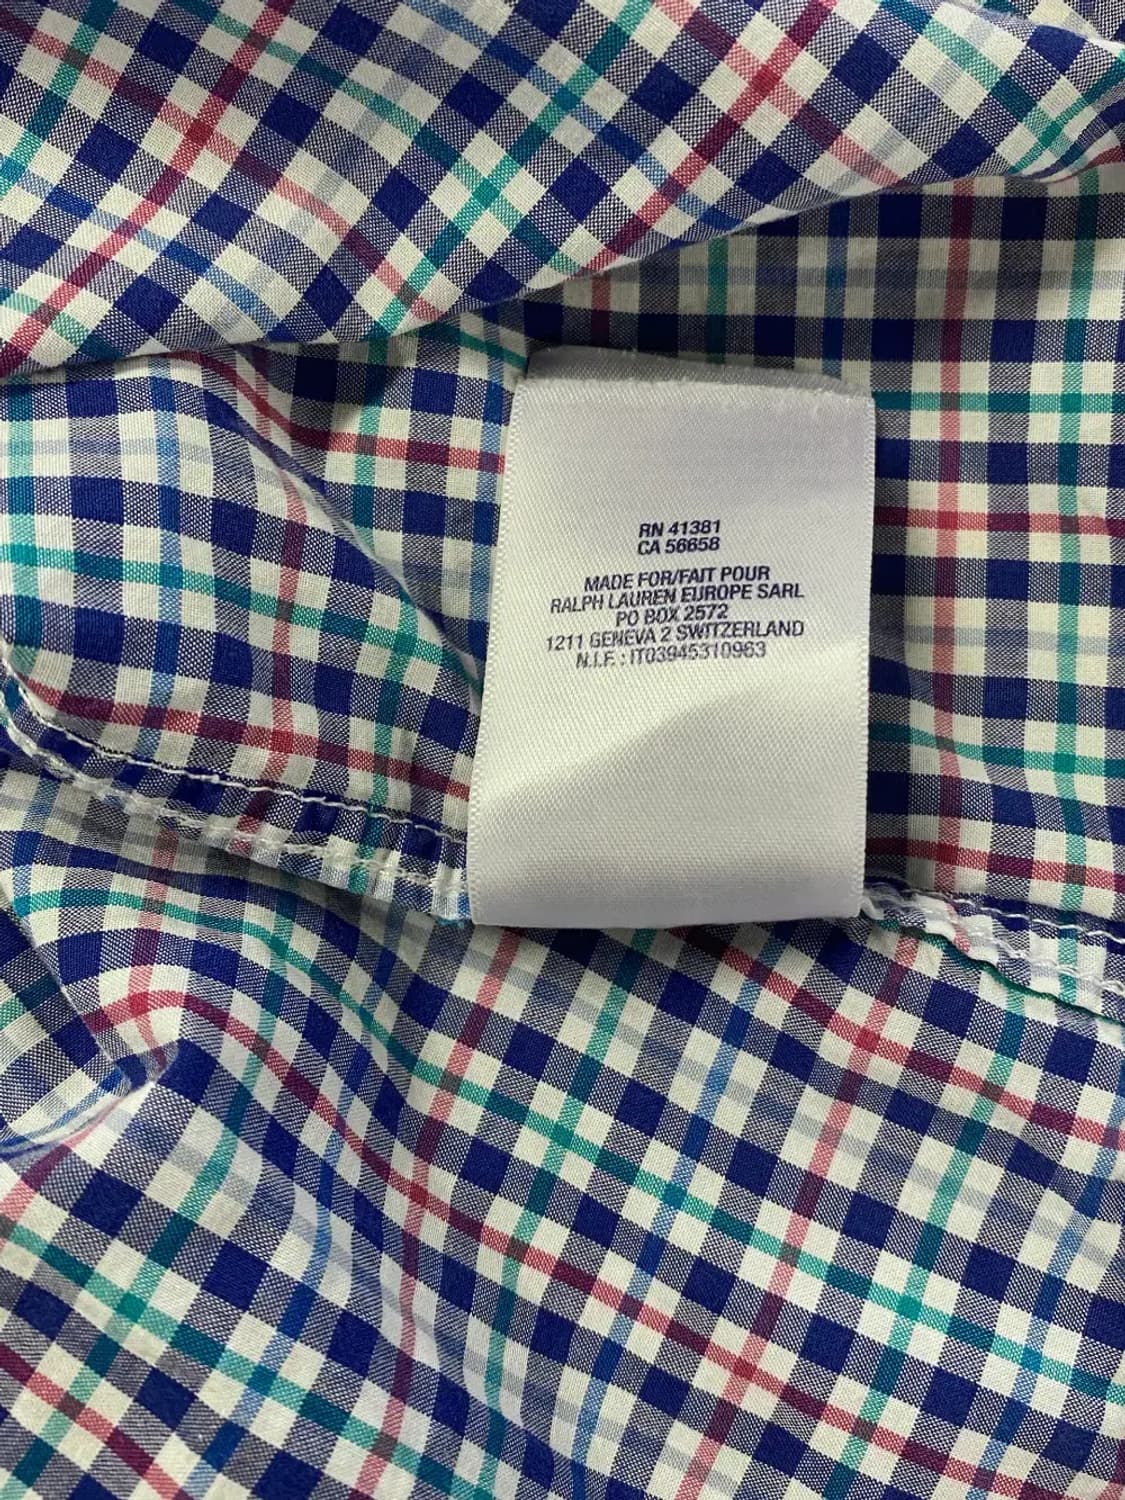 RN 41381
CA 56658
MADE FOR/FAIT POUR
RALPH LAUREN EUROPE SARL
PO BOX 2572
1211 GENEVA 2 SWITZERLAND
N.I.F. : IT03945310963